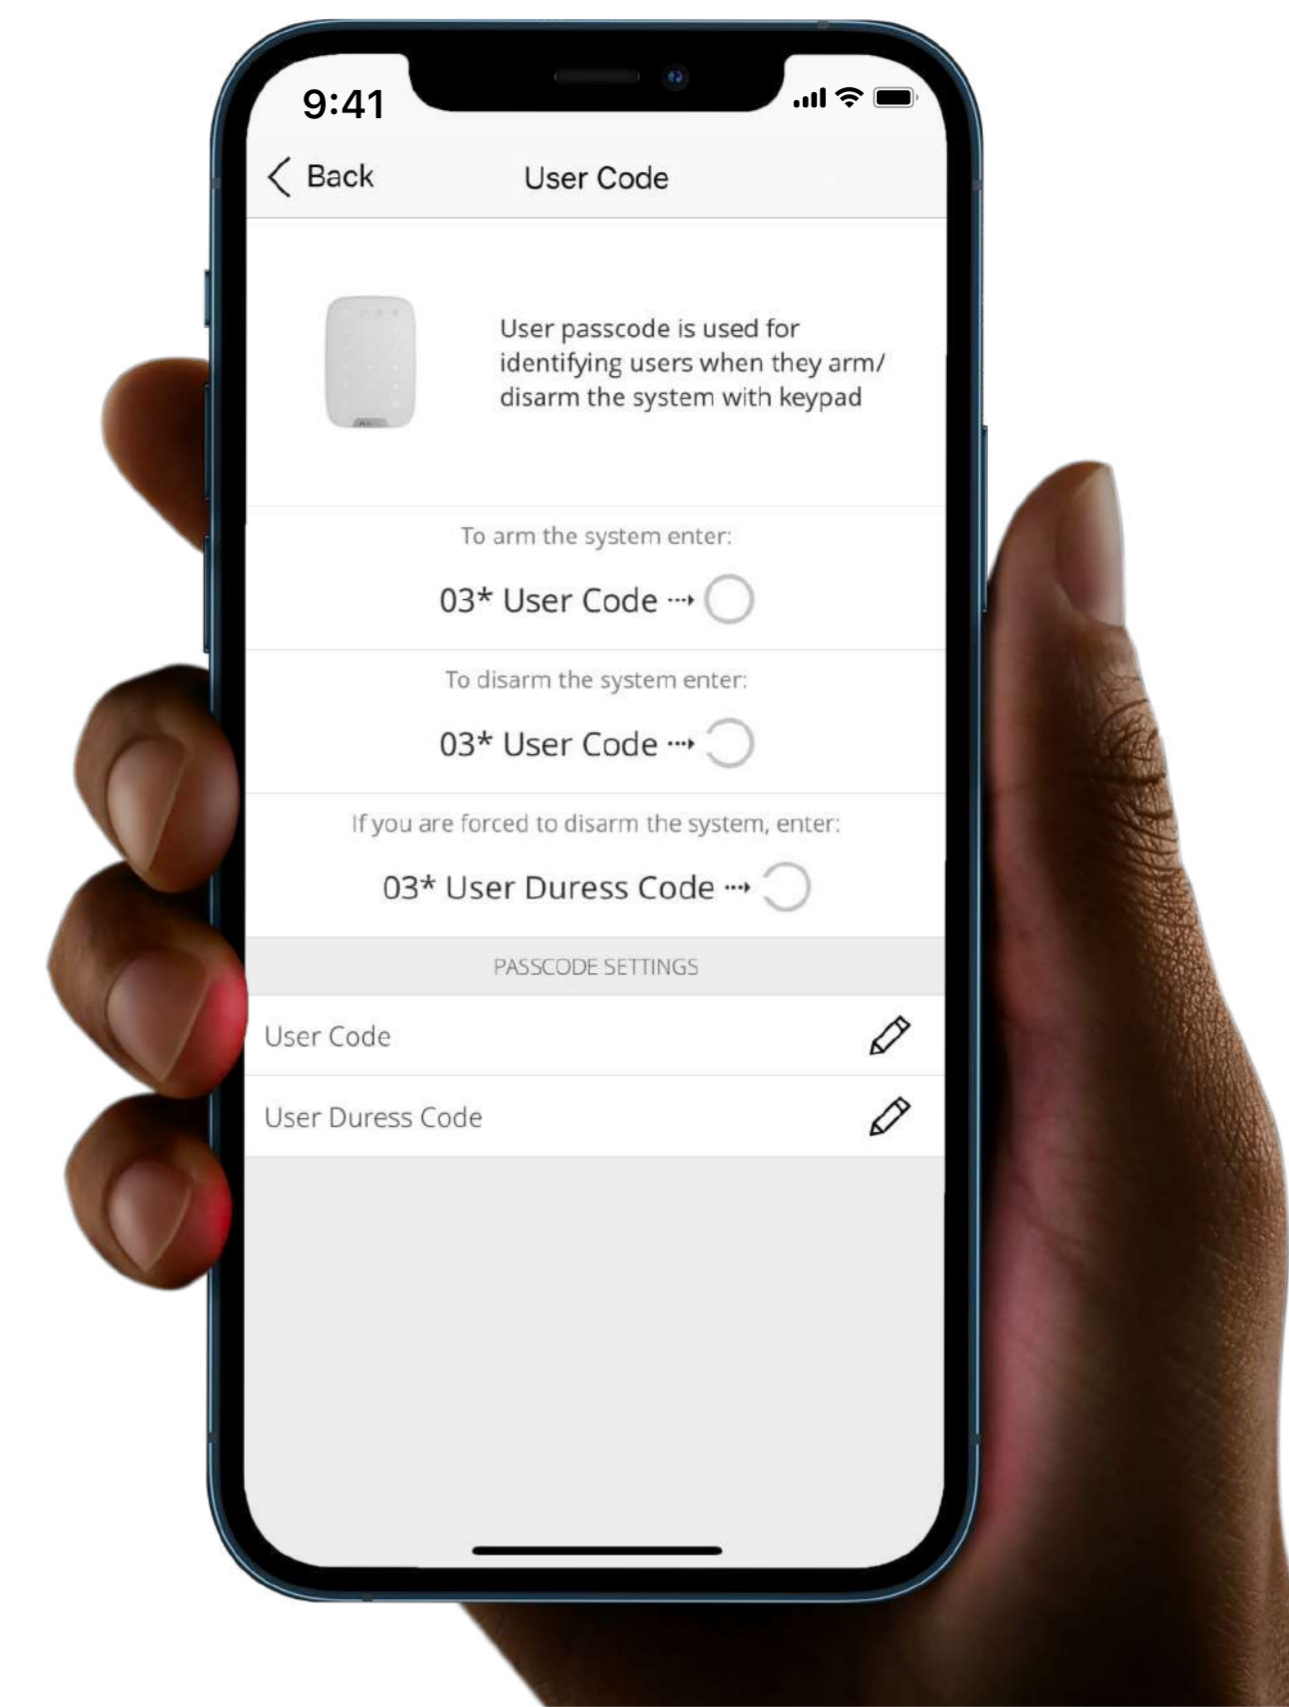 9:41
Back
User Code
User passcode is used for
identifying users when they arm/
disarm the system with keypad
To arm the system enter:
03* User Code
To disarm the system enter:
03* User Code
If you are forced to disarm the system, enter:
03* User Duress Code
PASSCODE SETTINGS
User Code
User Duress Code